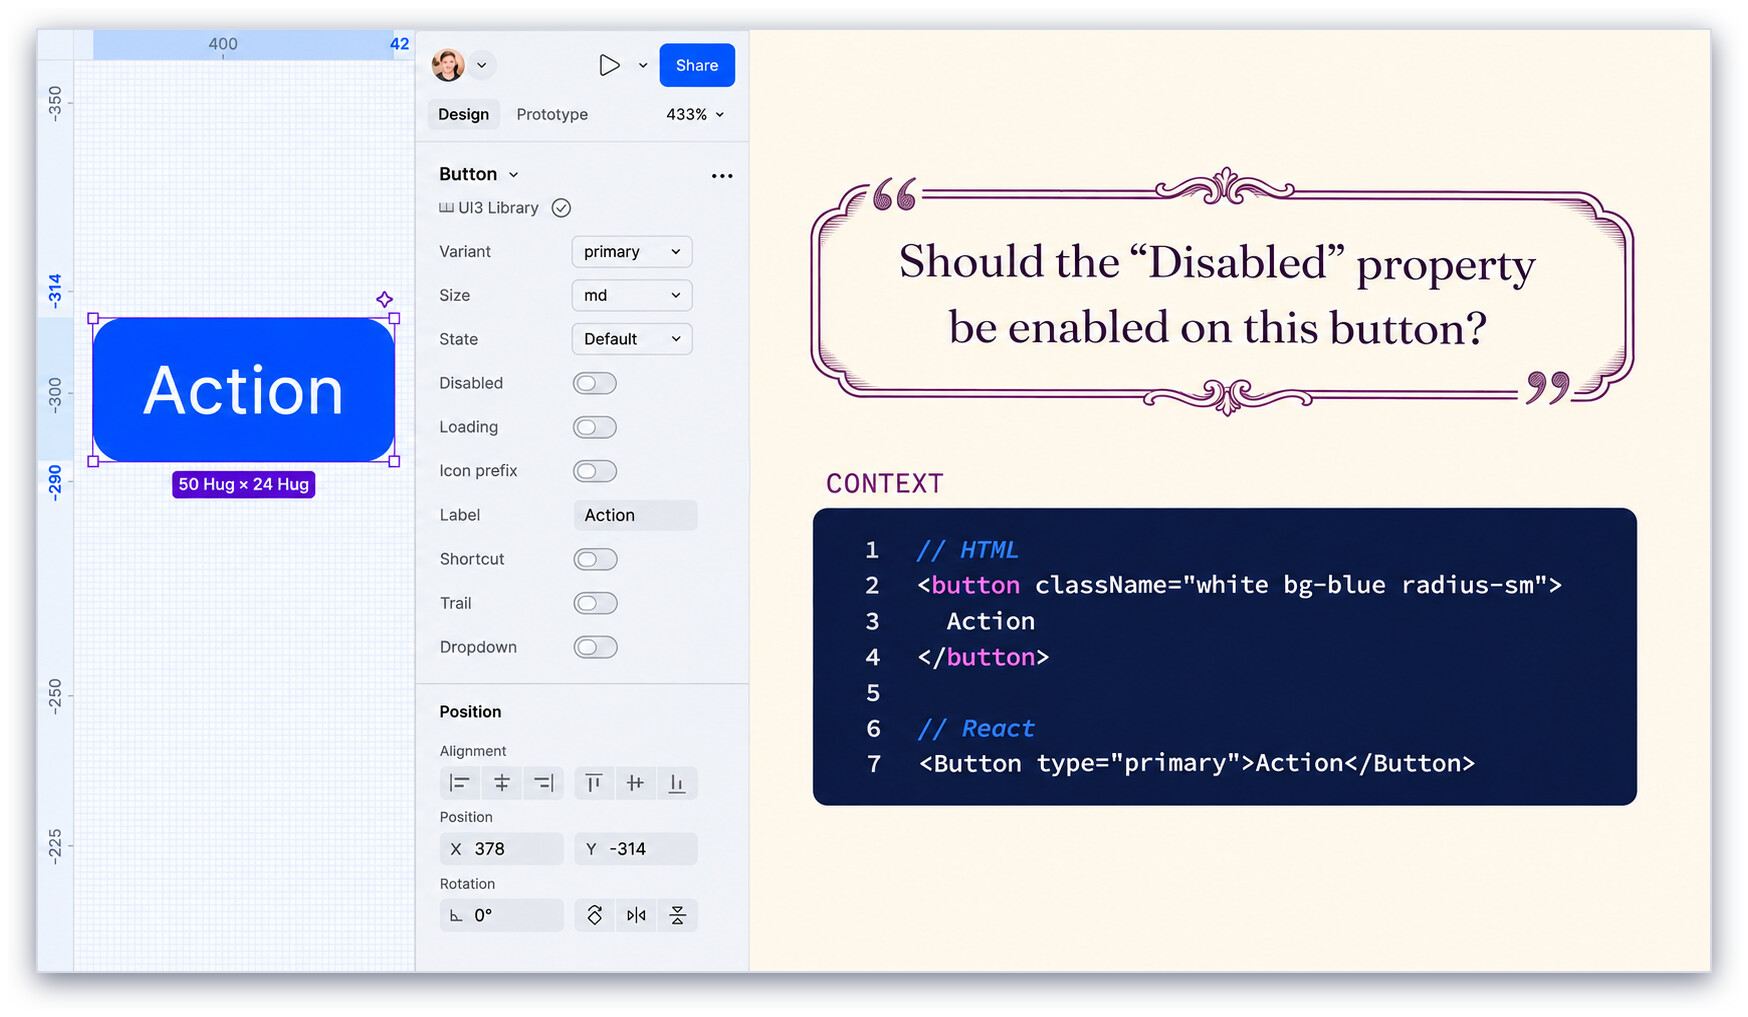 400
42
-350
-314
-300
-290
-250
-225
Action
50 Hug × 24 Hug
Share
Design
Prototype
433%
Button
UI3 Library
Variant
primary
Size
md
State
Default
Disabled
Loading
Icon prefix
Label
Action
Shortcut
Trail
Dropdown
Position
Alignment
Position
X 378
Y -314
Rotation
0°
“
Should the “Disabled” property
be enabled on this button?
”
CONTEXT
1 // HTML
2 <button className="white bg-blue radius-sm">
3 Action
4 </button>
5
6 // React
7 <Button type="primary">Action</Button>